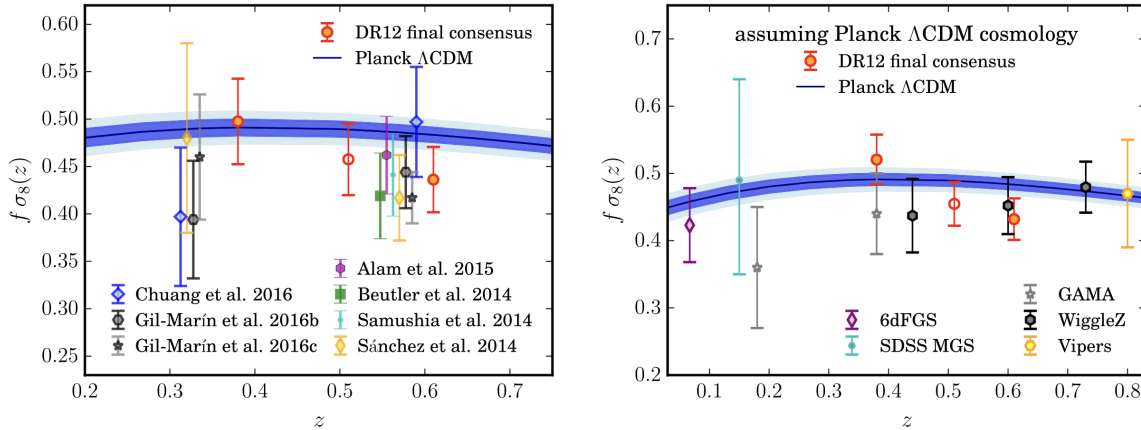 0.60
0.55
0.50
0.45
0.40
0.35
0.30
0.25
f σ₈(z)
DR12 final consensus
Planck ΛCDM
Alam et al. 2015
Chuang et al. 2016
Beutler et al. 2014
Gil-Marín et al. 2016b
Samushia et al. 2014
Gil-Marín et al. 2016c
Sánchez et al. 2014
0.2 0.3 0.4 0.5 0.6 0.7
z
0.7
0.6
0.5
0.4
0.3
0.2
f σ₈(z)
assuming Planck ΛCDM cosmology
DR12 final consensus
Planck ΛCDM
GAMA
6dFGS
WiggleZ
SDSS MGS
Vipers
0.1 0.2 0.3 0.4 0.5 0.6 0.7 0.8
z